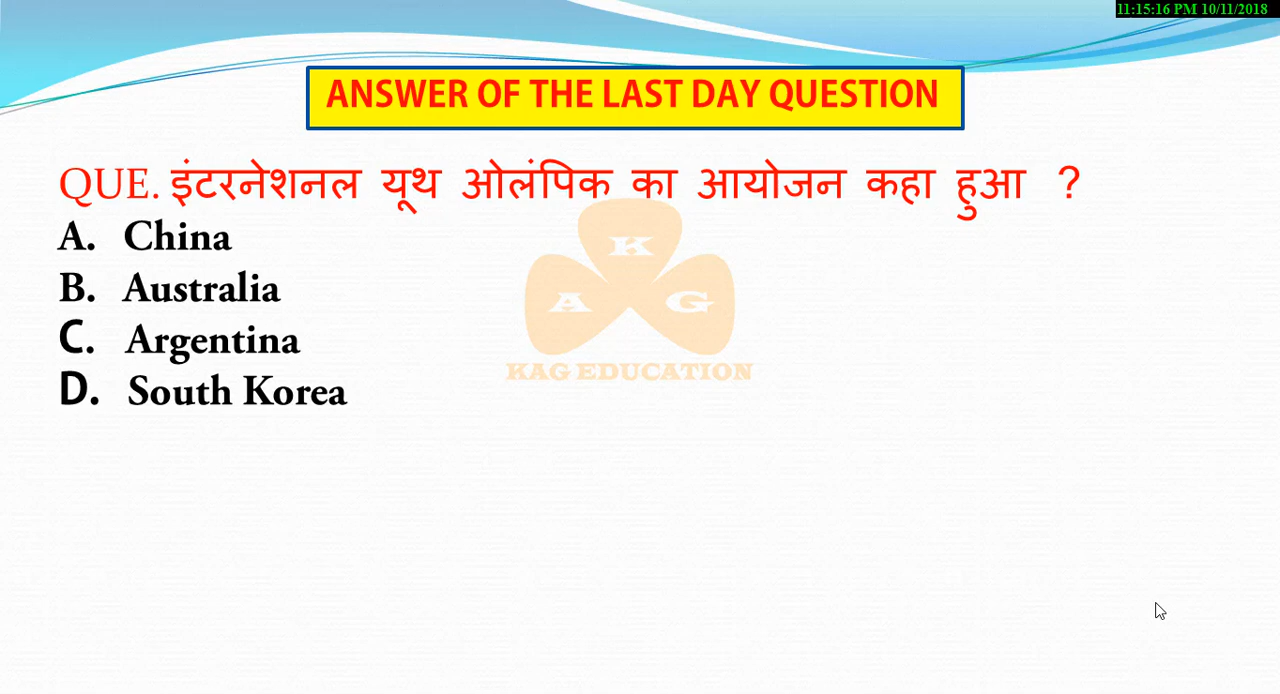 11:15:16 PM 10/11/2018
ANSWER OF THE LAST DAY QUESTION
QUE. इंटरनेशनल यूथ ओलंपिक का आयोजन कहा हुआ ?
A. China
B. Australia
C. Argentina
D. South Korea
K
A G
KAG EDUCATION